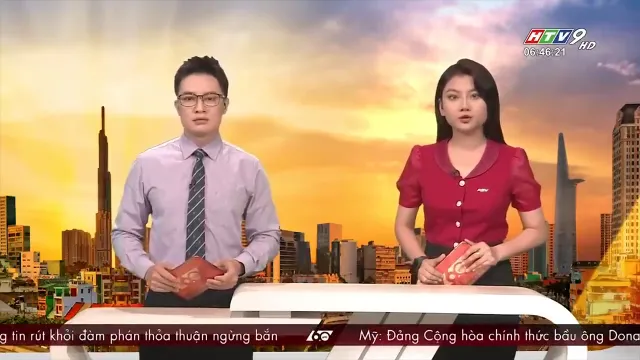 HTV9 HD
06:46:21
g tin rút khỏi đàm phán thỏa thuận ngừng bắn 60 Mỹ: Đảng Cộng hòa chính thức bầu ông Dona